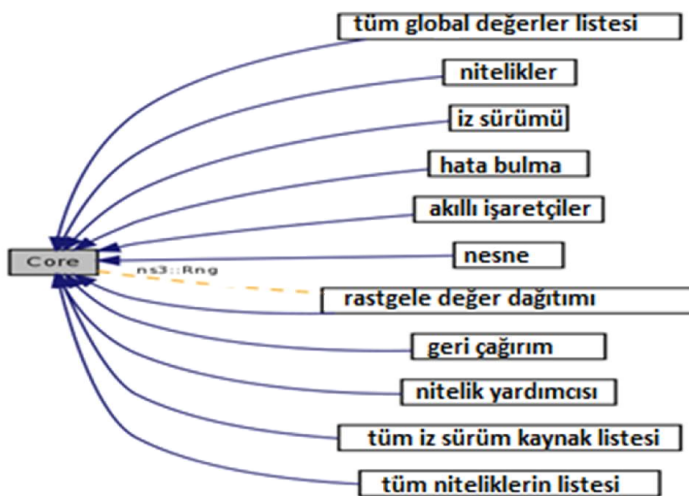 tüm global değerler listesi
nitelikler
iz sürümü
hata bulma
akıllı işaretçiler
Core
nesne
ns3::Rng
rastgele değer dağıtımı
geri çağırım
nitelik yardımcısı
tüm iz sürüm kaynak listesi
tüm niteliklerin listesi